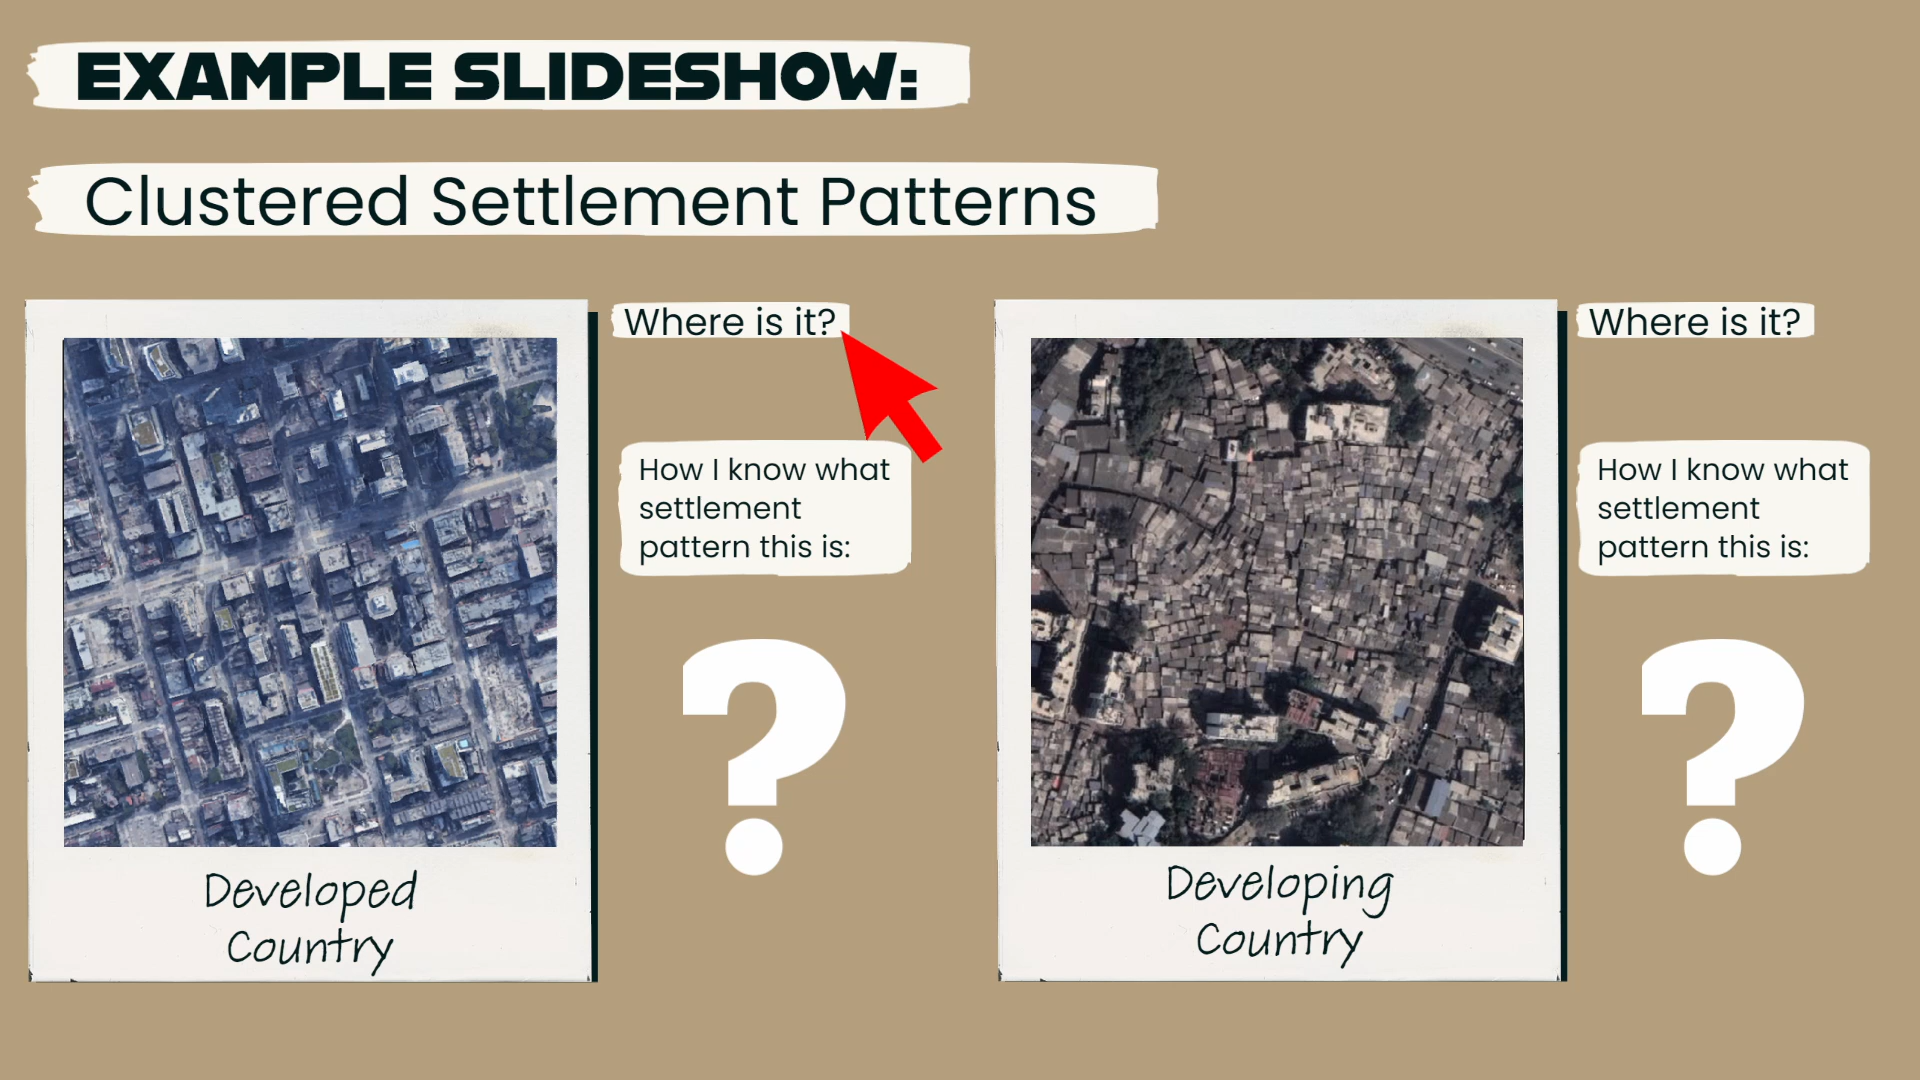 EXAMPLE SLIDESHOW:
Clustered Settlement Patterns
Where is it?
How I know what
settlement
pattern this is:
?
Developed
Country
Where is it?
How I know what
settlement
pattern this is:
?
Developing
Country